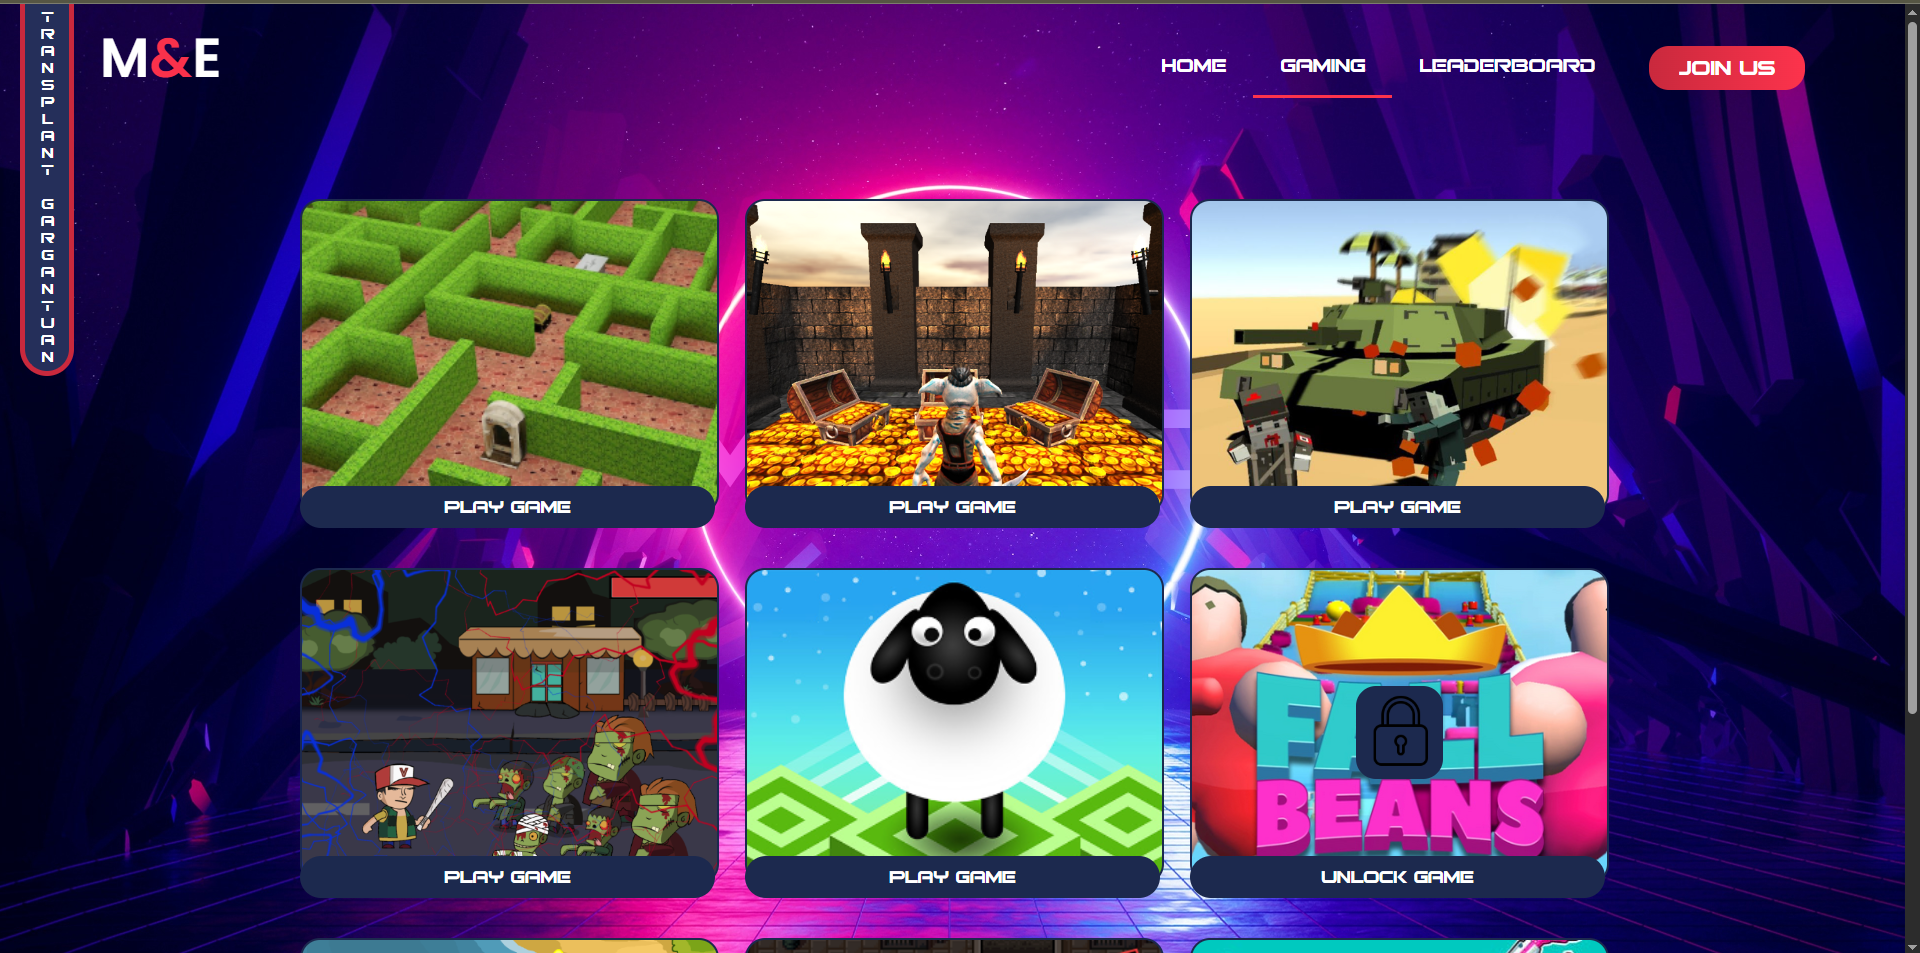 TRANSPLANT GARGANTUAN
M&E
HOME
GAMING
LEADERBOARD
JOIN US
PLAY GAME
PLAY GAME
PLAY GAME
V
FALL
BEANS
PLAY GAME
PLAY GAME
UNLOCK GAME